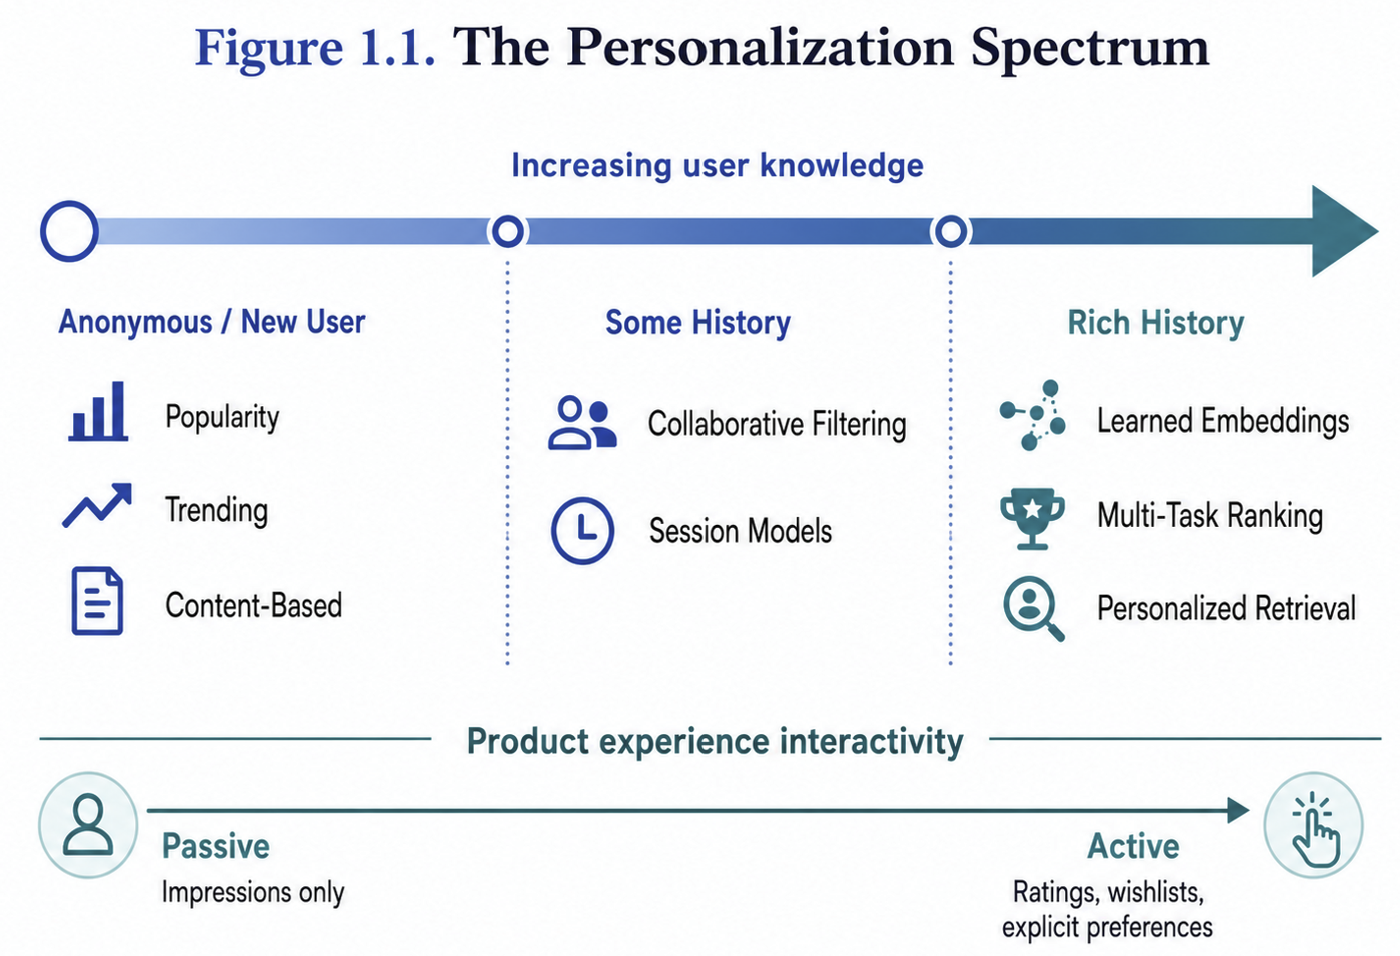 Figure 1.1. The Personalization Spectrum
Increasing user knowledge
Anonymous / New User
Popularity
Trending
Content-Based
Some History
Collaborative Filtering
Session Models
Rich History
Learned Embeddings
Multi-Task Ranking
Personalized Retrieval
Product experience interactivity
Passive
Impressions only
Active
Ratings, wishlists,
explicit preferences